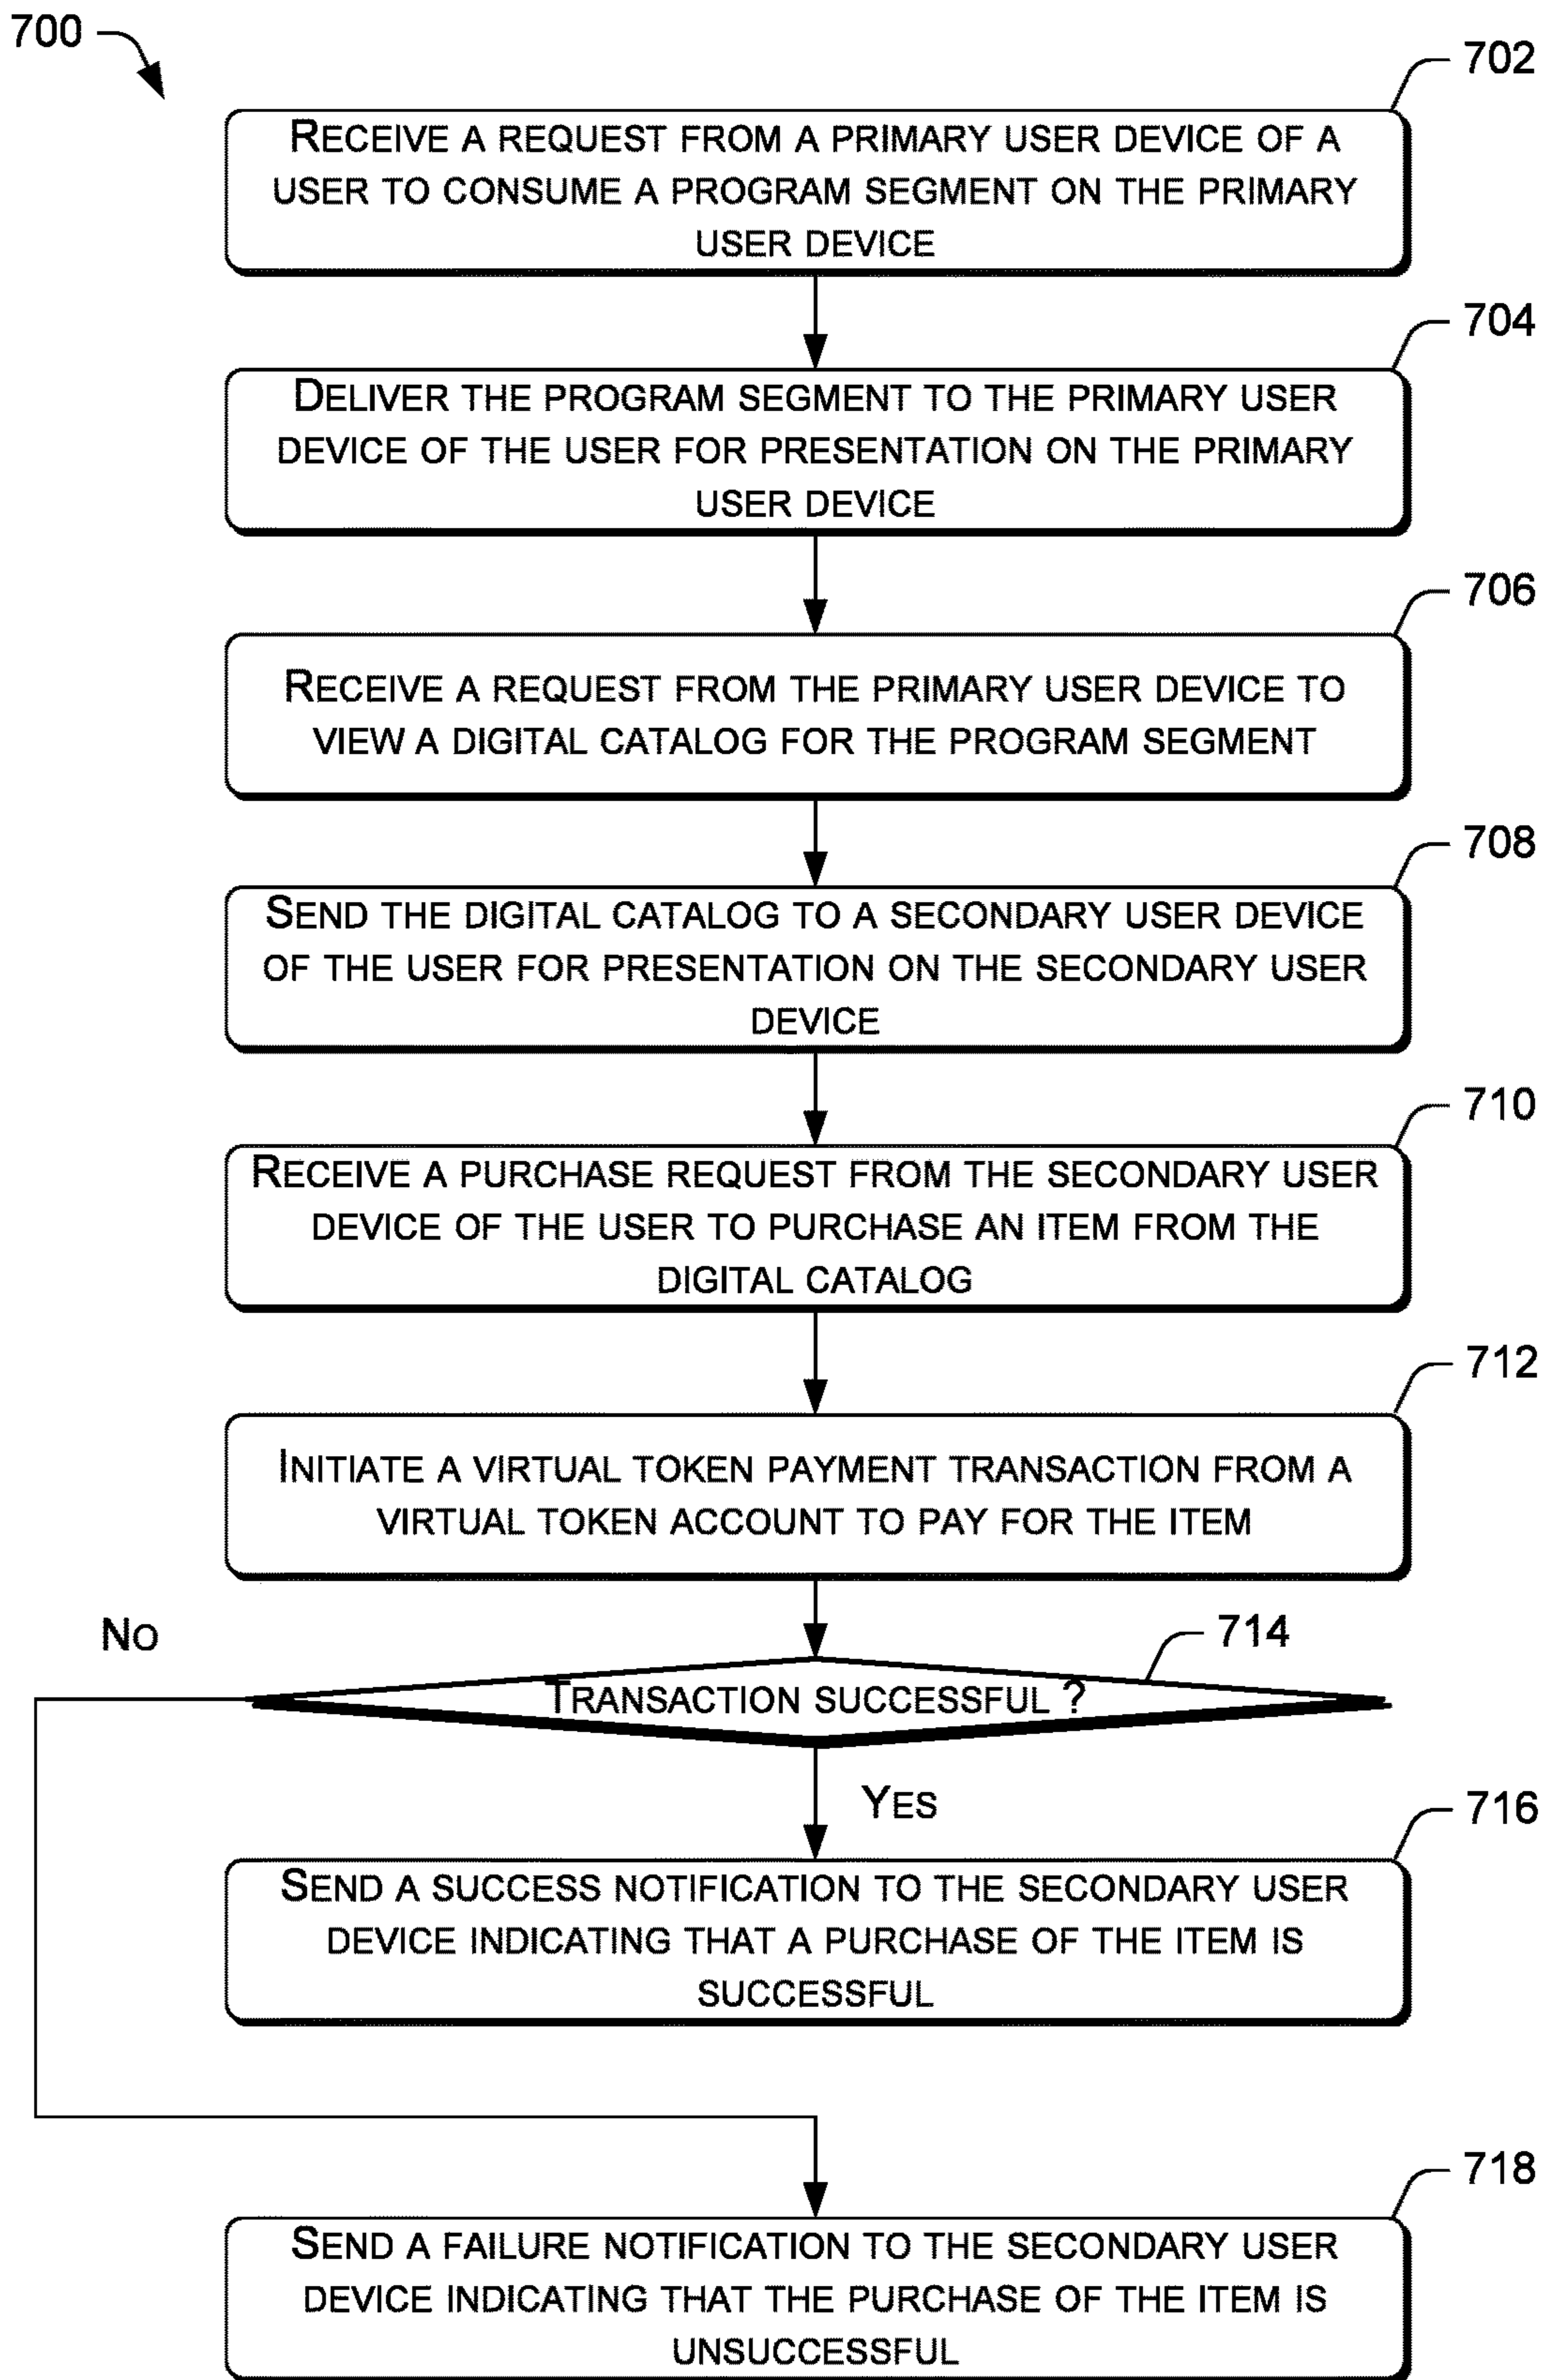 700
702
RECEIVE A REQUEST FROM A PRIMARY USER DEVICE OF A
USER TO CONSUME A PROGRAM SEGMENT ON THE PRIMARY
USER DEVICE
704
DELIVER THE PROGRAM SEGMENT TO THE PRIMARY USER
DEVICE OF THE USER FOR PRESENTATION ON THE PRIMARY
USER DEVICE
706
RECEIVE A REQUEST FROM THE PRIMARY USER DEVICE TO
VIEW A DIGITAL CATALOG FOR THE PROGRAM SEGMENT
708
SEND THE DIGITAL CATALOG TO A SECONDARY USER DEVICE
OF THE USER FOR PRESENTATION ON THE SECONDARY USER
DEVICE
710
RECEIVE A PURCHASE REQUEST FROM THE SECONDARY USER
DEVICE OF THE USER TO PURCHASE AN ITEM FROM THE
DIGITAL CATALOG
712
INITIATE A VIRTUAL TOKEN PAYMENT TRANSACTION FROM A
VIRTUAL TOKEN ACCOUNT TO PAY FOR THE ITEM
NO
714
TRANSACTION SUCCESSFUL ?
YES
716
SEND A SUCCESS NOTIFICATION TO THE SECONDARY USER
DEVICE INDICATING THAT A PURCHASE OF THE ITEM IS
SUCCESSFUL
718
SEND A FAILURE NOTIFICATION TO THE SECONDARY USER
DEVICE INDICATING THAT THE PURCHASE OF THE ITEM IS
UNSUCCESSFUL